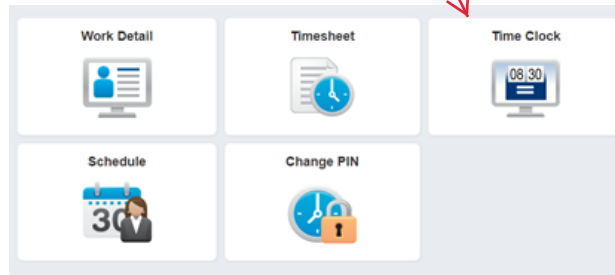 Work Detail
Timesheet
Time Clock
08 30
Schedule
Change PIN
30